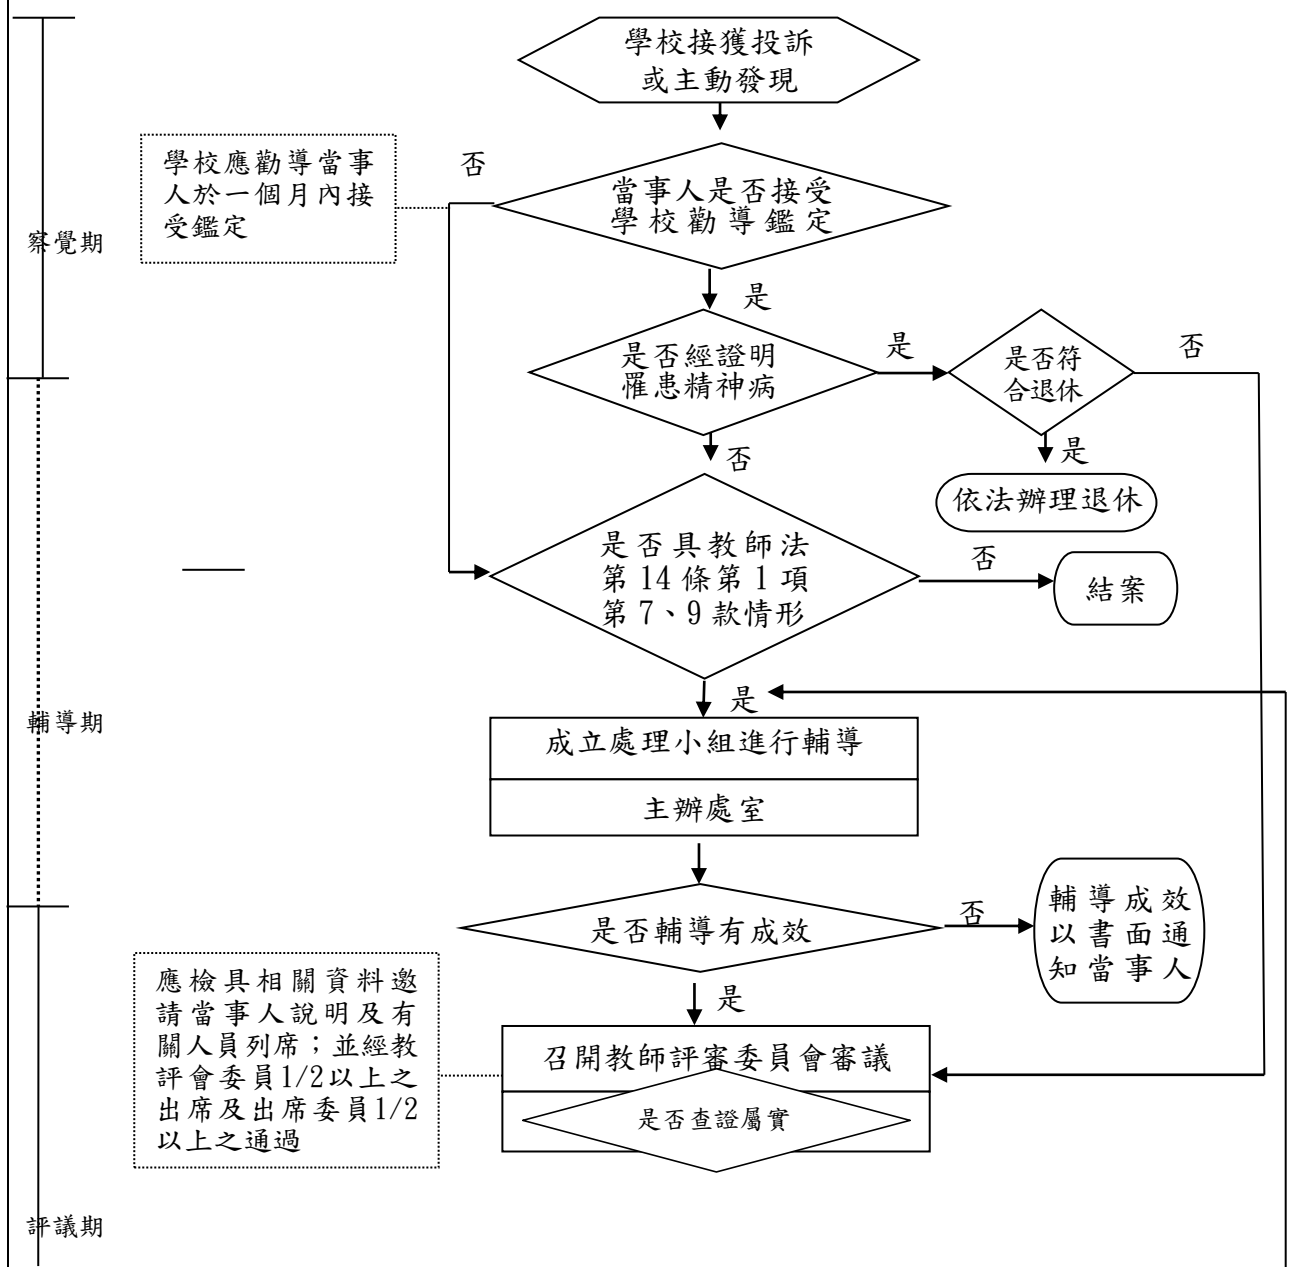 學校接獲投訴
或主動發現
學校應勸導當事
人於一個月內接
受鑑定
否
當事人是否接受
學校勸導鑑定
察覺期
是
是否經證明
罹患精神病
是
是否符
合退休
否
否
是
依法辦理退休
是否具教師法
第14條第1項
第7、9款情形
否
結案
是
輔導期
成立處理小組進行輔導
主辦處室
是否輔導有成效
否
輔導成效
以書面通
知當事人
是
應檢具相關資料邀
請當事人說明及有
關人員列席；並經教
評會委員1/2以上之
出席及出席委員1/2
以上之通過
召開教師評審委員會審議
是否查證屬實
評議期